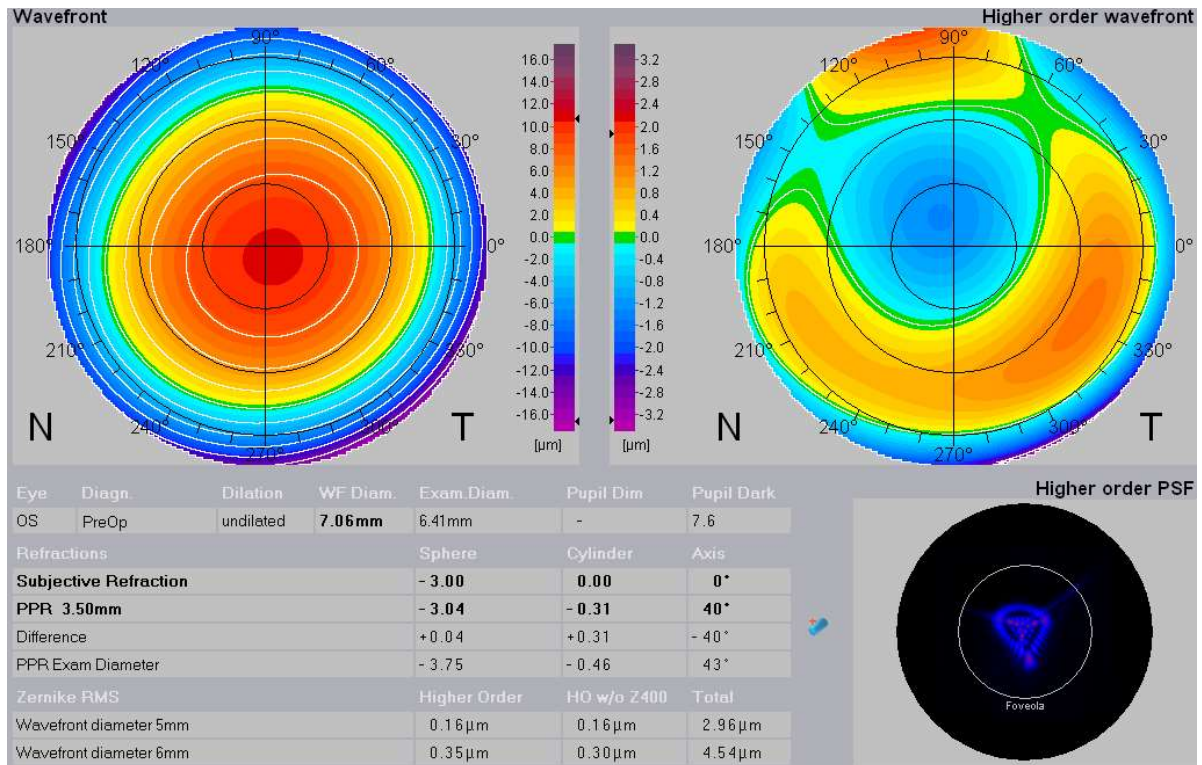 Wavefront
Higher order wavefront
90°
120°
60°
150°
30°
180°
0°
210°
330°
240°
270°
N
T
16.0
14.0
12.0
10.0
8.0
6.0
4.0
2.0
0.0
-2.0
-4.0
-6.0
-8.0
-10.0
-12.0
-14.0
-16.0
[µm]
3.2
2.8
2.4
2.0
1.6
1.2
0.8
0.4
0.0
-0.4
-0.8
-1.2
-1.6
-2.0
-2.4
-2.8
-3.2
[µm]
90°
120°
60°
150°
30°
180°
0°
210°
330°
240°
300°
270°
N
T
Eye Diagn. Dilation WF Diam. Exam.Diam. Pupil Dim Pupil Dark
OS PreOp undilated 7.06mm 6.41mm - 7.6
Refractions Sphere Cylinder Axis
Subjective Refraction - 3.00 0.00 0°
PPR 3.50mm - 3.04 - 0.31 40°
Difference +0.04 +0.31 - 40°
PPR Exam Diameter - 3.75 - 0.46 43°
Zernike RMS Higher Order HO w/o Z400 Total
Wavefront diameter 5mm 0.16µm 0.16µm 2.96µm
Wavefront diameter 6mm 0.35µm 0.30µm 4.54µm
Higher order PSF
Foveola